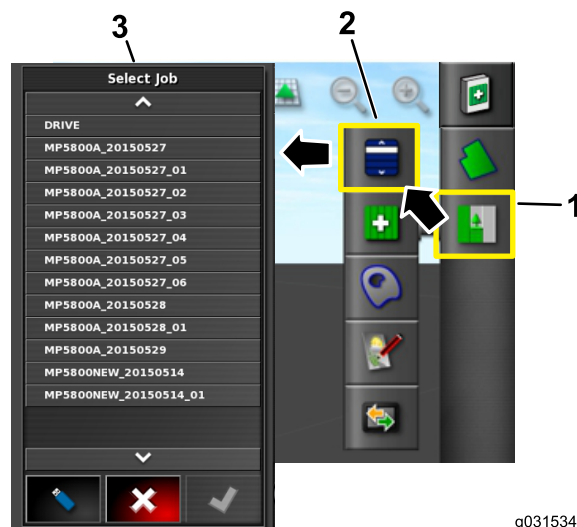 3
2
Select Job
DRIVE
MP5800A_20150527
MP5800A_20150527_01
MP5800A_20150527_02
MP5800A_20150527_03
MP5800A_20150527_04
MP5800A_20150527_05
MP5800A_20150527_06
MP5800A_20150528
MP5800A_20150528_01
MP5800A_20150529
MP5800NEW_20150514
MP5800NEW_20150514_01
1
g031534